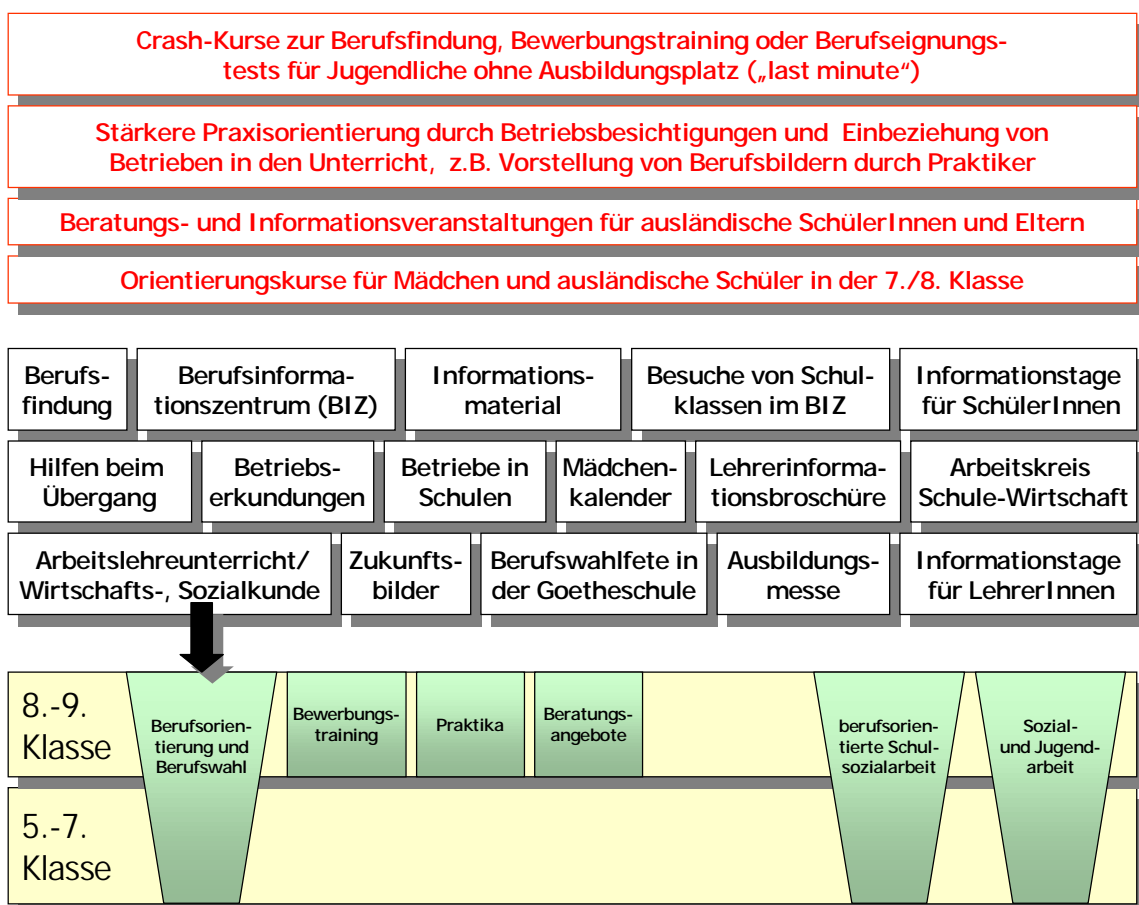 Crash-Kurse zur Berufsfindung, Bewerbungstraining oder Berufseignungs-
tests für Jugendliche ohne Ausbildungsplatz („last minute“)
Stärkere Praxisorientierung durch Betriebsbesichtigungen und Einbeziehung von
Betrieben in den Unterricht, z.B. Vorstellung von Berufsbildern durch Praktiker
Beratungs- und Informationsveranstaltungen für ausländische SchülerInnen und Eltern
Orientierungskurse für Mädchen und ausländische Schüler in der 7./8. Klasse
Berufs-
findung
Berufsinforma-
tionszentrum (BIZ)
Informations-
material
Besuche von Schul-
klassen im BIZ
Informationstage
für SchülerInnen
Hilfen beim
Übergang
Betriebs-
erkundungen
Betriebe in
Schulen
Mädchen-
kalender
Lehrerinforma-
tionsbroschüre
Arbeitskreis
Schule-Wirtschaft
Arbeitslehreunterricht/
Wirtschafts-, Sozialkunde
Zukunfts-
bilder
Berufswahlfete in
der Goetheschule
Ausbildungs-
messe
Informationstage
für LehrerInnen
8.-9.
Klasse
Berufsorien-
tierung und
Berufswahl
Bewerbungs-
training
Praktika
Beratungs-
angebote
berufsorien-
tierte Schul-
sozialarbeit
Sozial-
und Jugend-
arbeit
5.-7.
Klasse